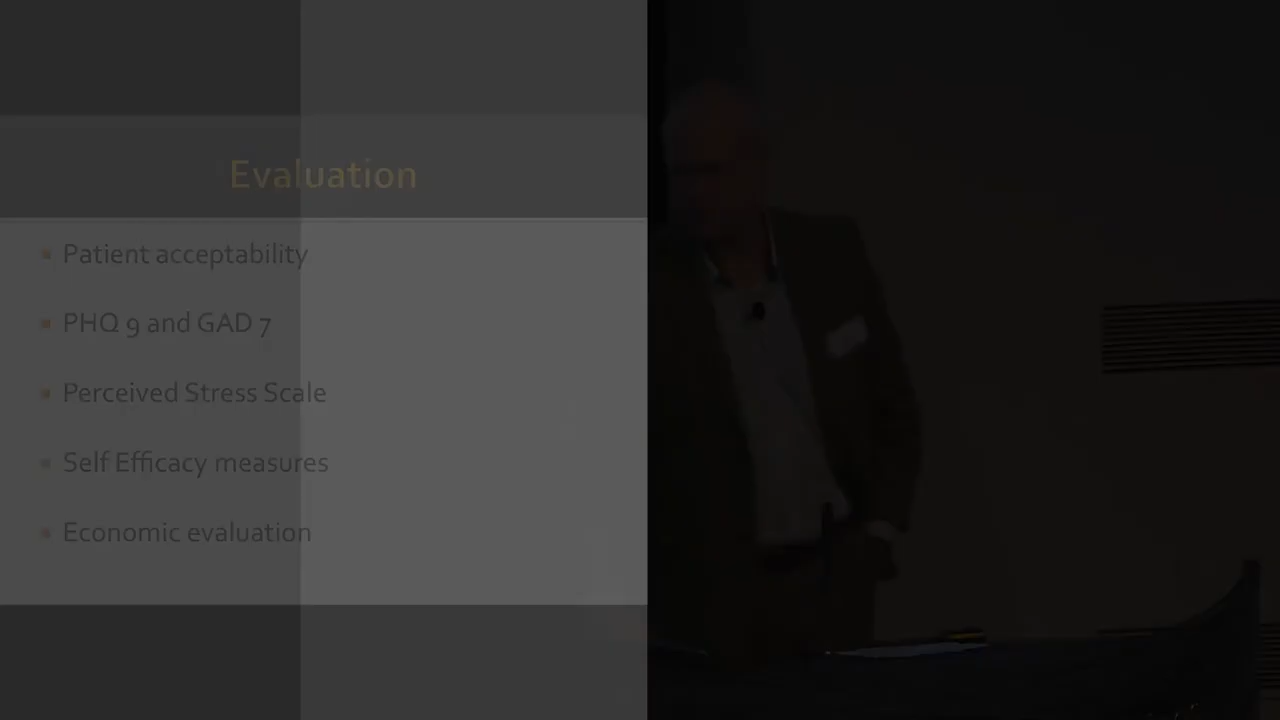 Evaluation
Patient acceptability
PHQ 9 and GAD 7
Perceived Stress Scale
Self Efficacy measures
Economic evaluation